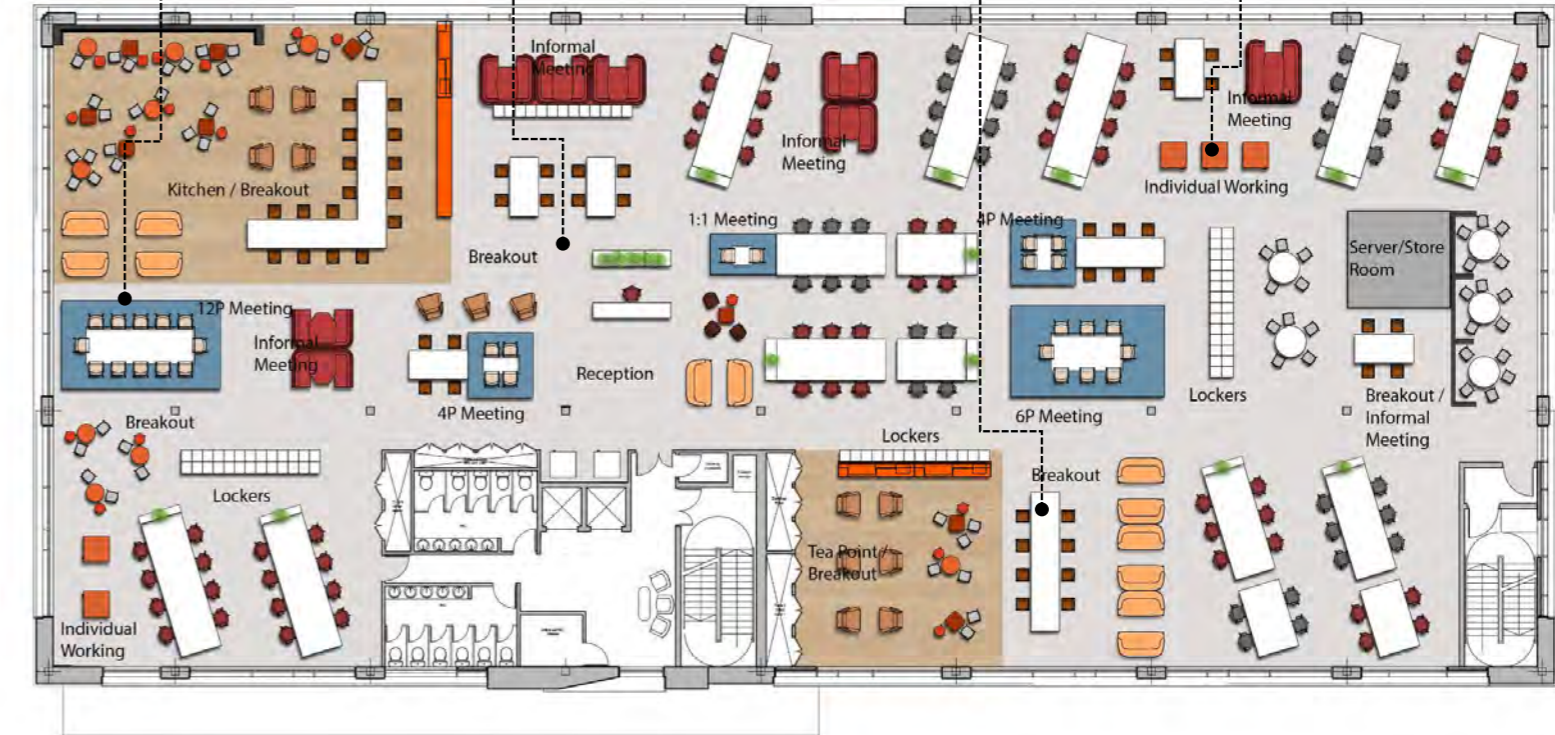 Informal
Meeting
Informal
Meeting
Informal
Meeting
Kitchen / Breakout
Individual Working
1:1 Meeting
4P Meeting
Breakout
Server/Store
Room
12P Meeting
Informal
Meeting
Reception
4P Meeting
6P Meeting
Lockers
Breakout /
Informal
Meeting
Breakout
Lockers
Breakout
Lockers
Tea Point /
Breakout
Individual
Working